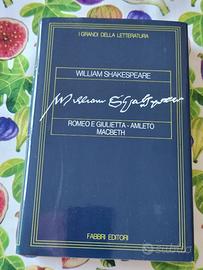 I GRANDI DELLA LETTERATURA
WILLIAM SHAKESPEARE
ROMEO E GIULIETTA - AMLETO
MACBETH
FABBRI EDITORI